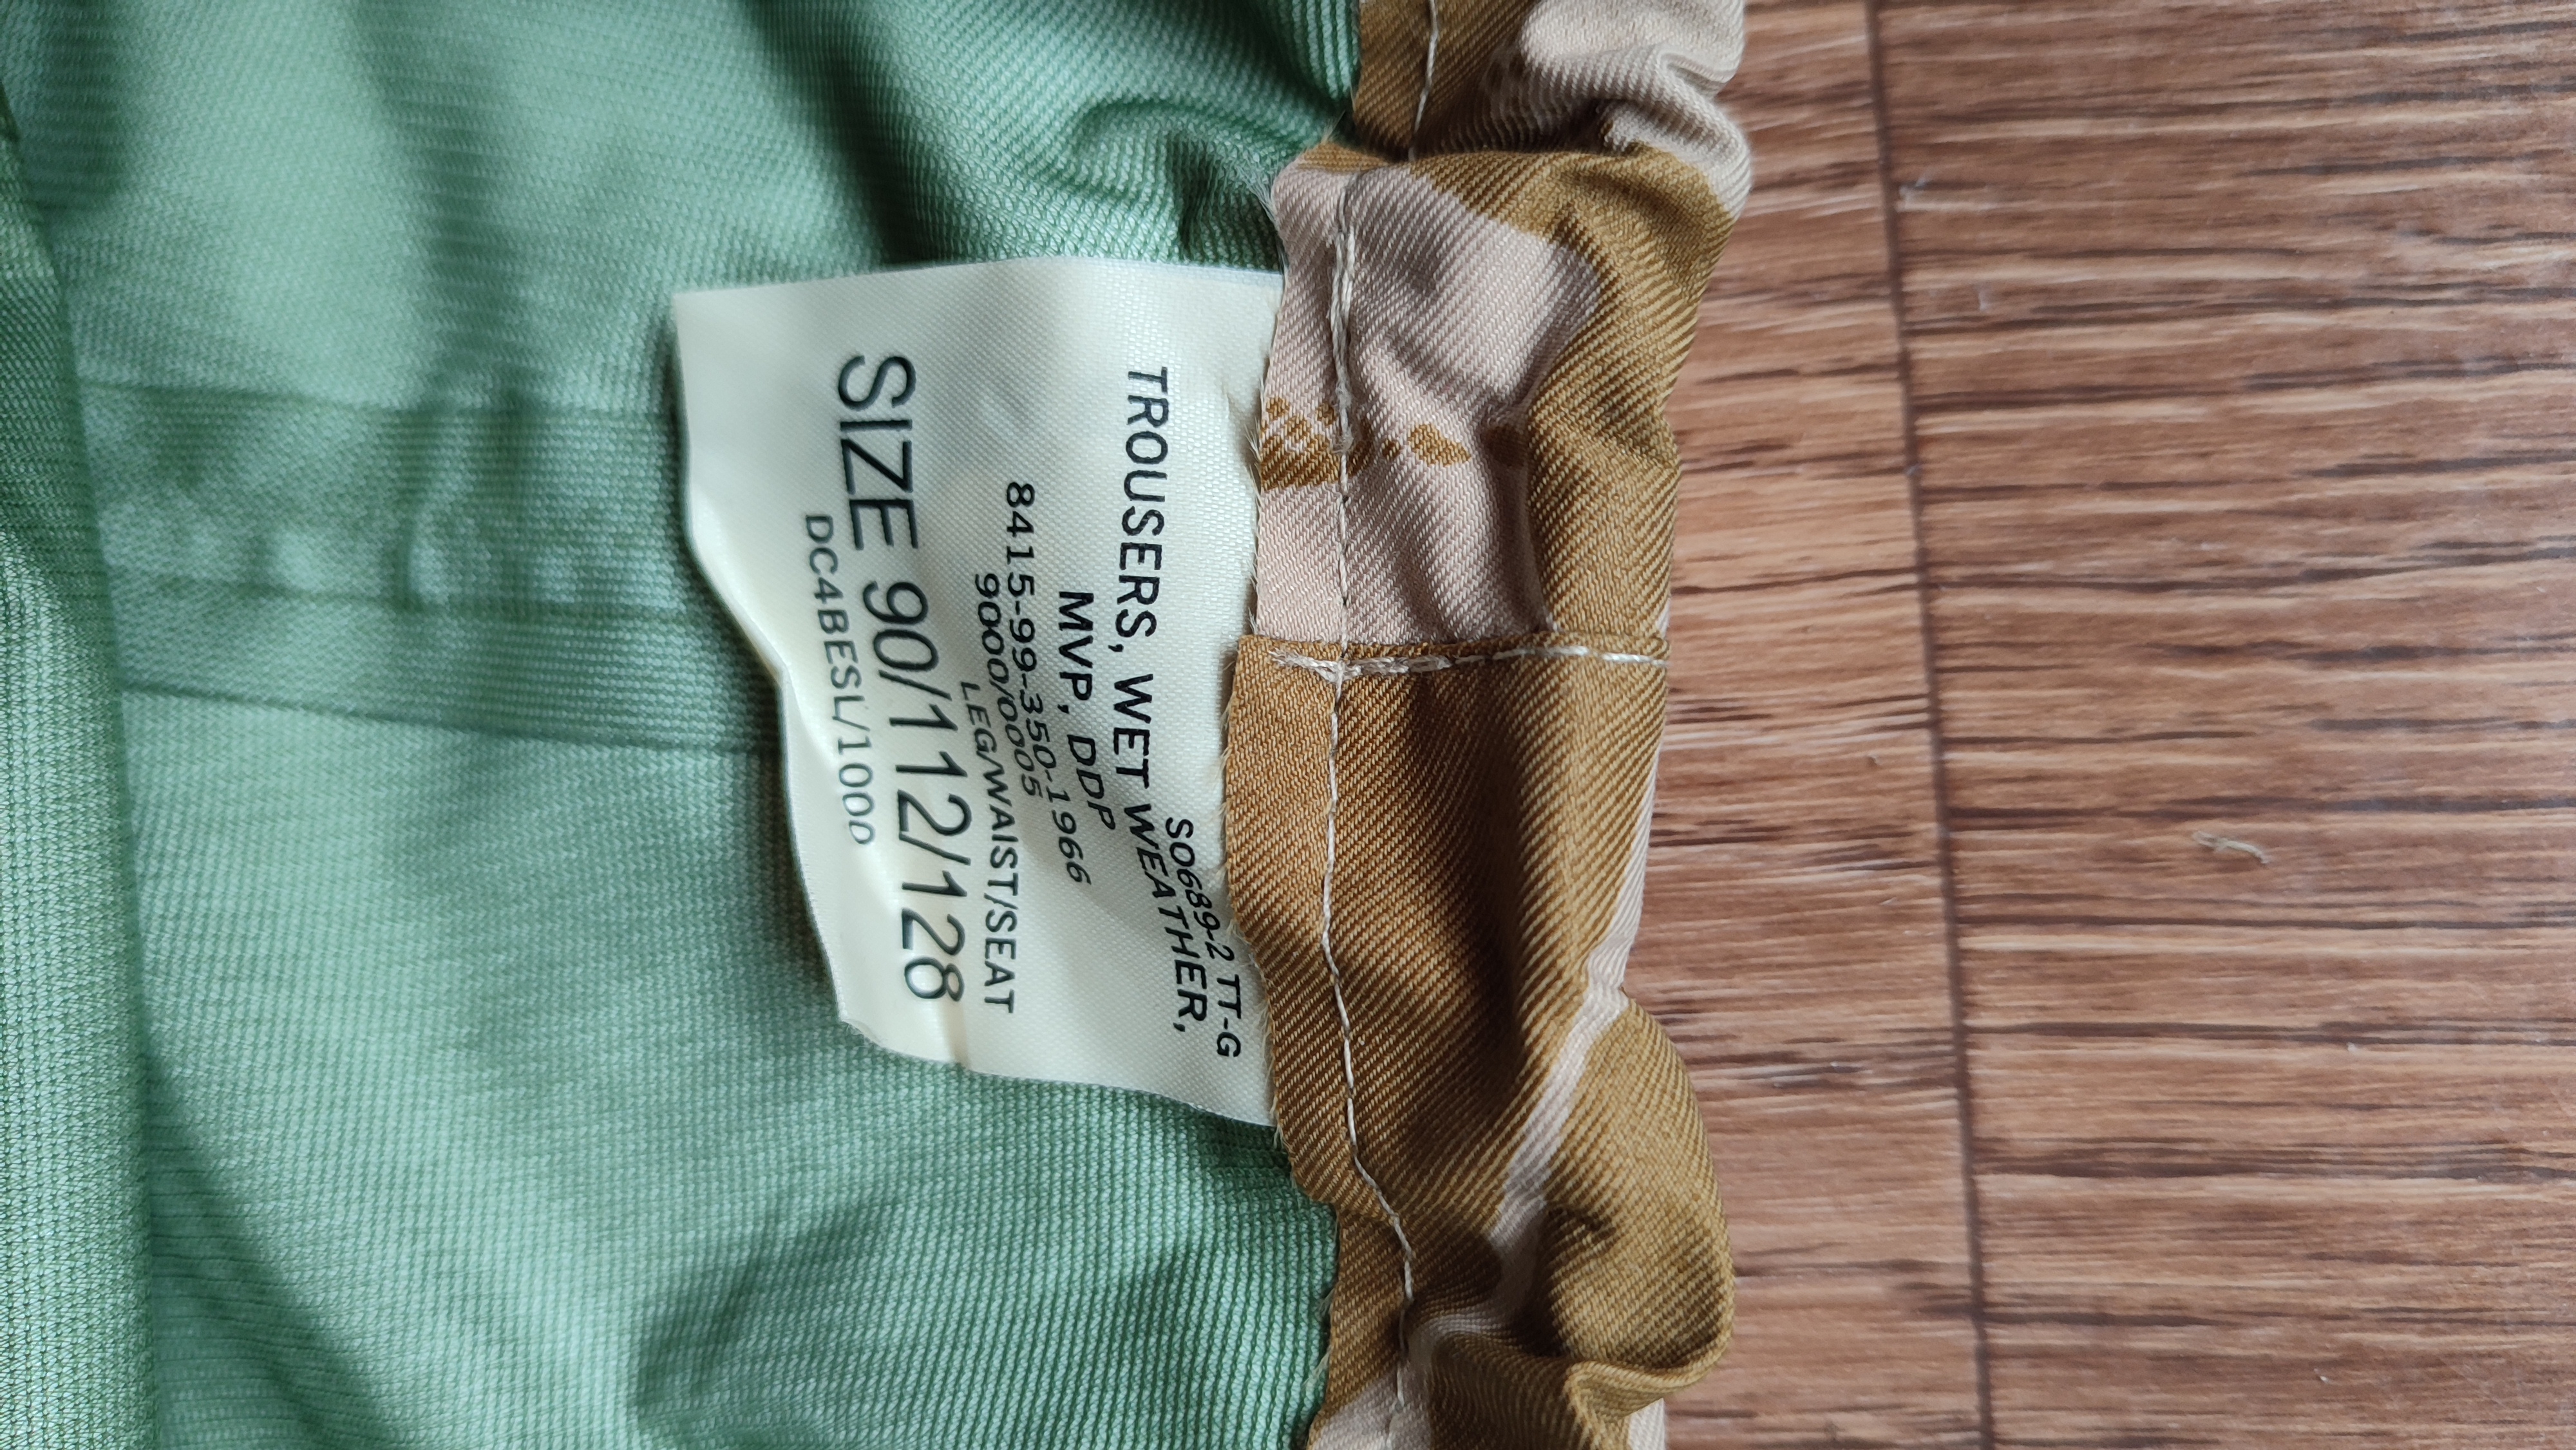 SO689-2 TT-G
TROUSERS, WET WEATHER,
MVP, DDP
8415-99-350-1966
9000/0005
LEG/WAIST/SEAT
SIZE 90/112/128
DC4BESL/1000